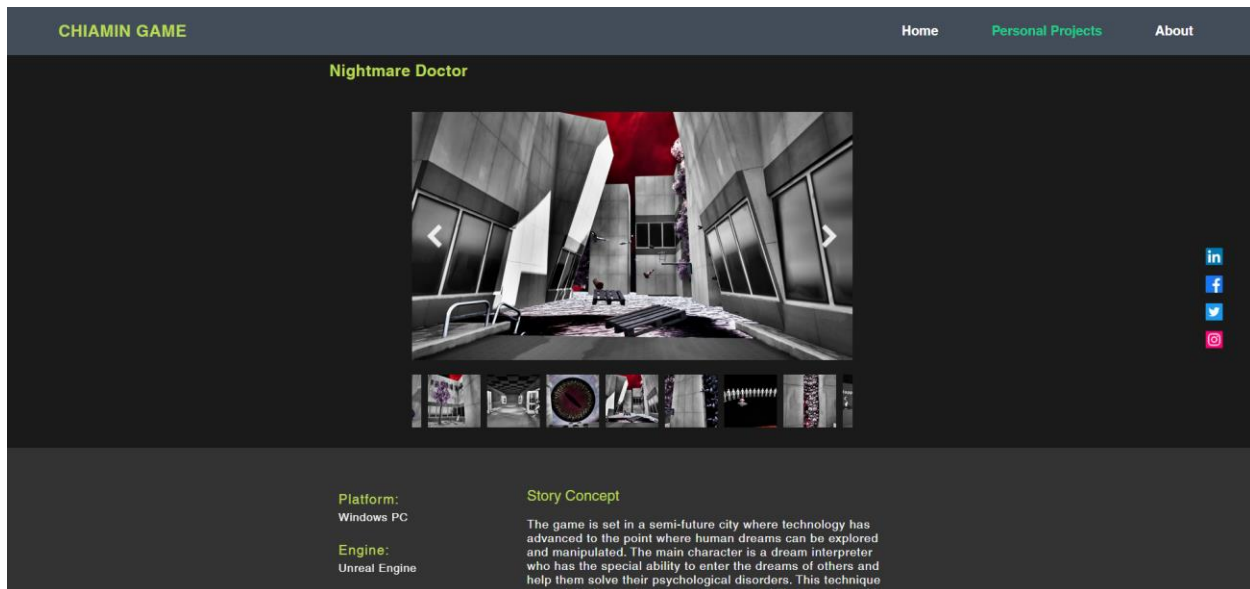 CHIAMIN GAME
Home
Personal Projects
About
Nightmare Doctor
Platform:
Windows PC
Engine:
Unreal Engine
Story Concept
The game is set in a semi-future city where technology has
advanced to the point where human dreams can be explored
and manipulated. The main character is a dream interpreter
who has the special ability to enter the dreams of others and
help them solve their psychological disorders. This technique